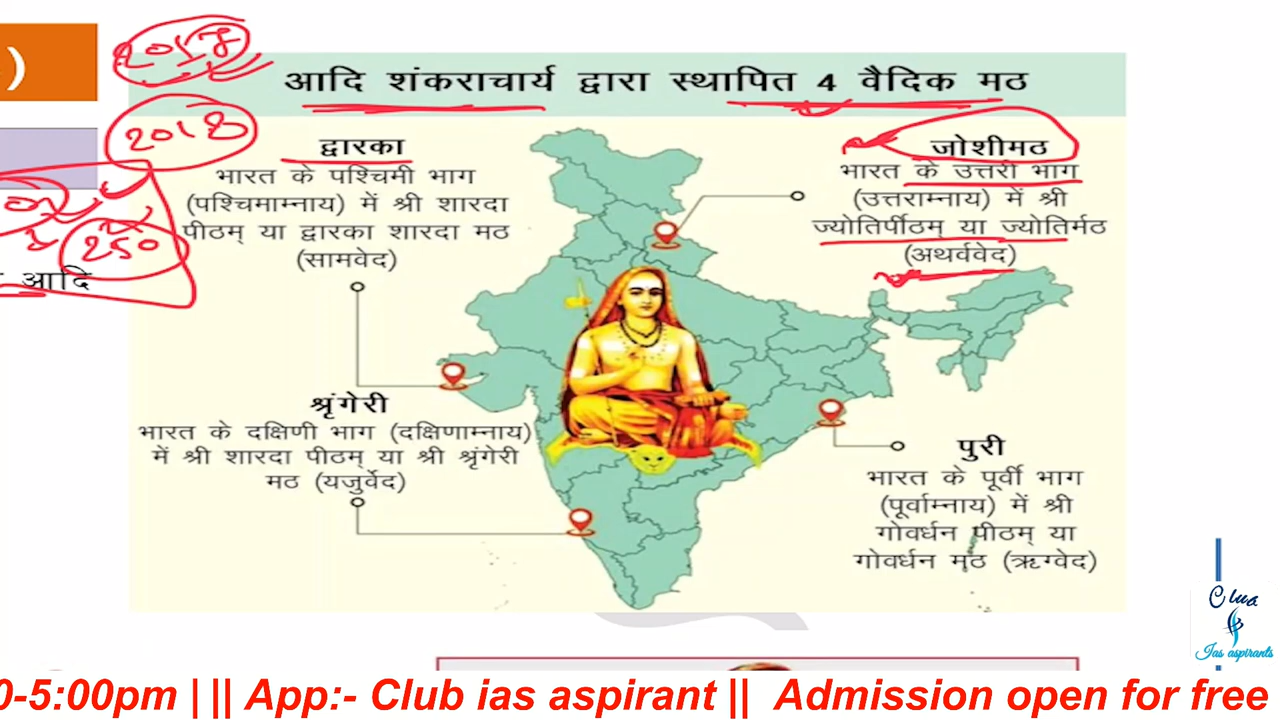 )
2017
आदि शंकराचार्य द्वारा स्थापित 4 वैदिक मठ
2018
250
आदि
द्वारका
भारत के पश्चिमी भाग
(पश्चिमाम्नाय) में श्री शारदा
पीठम् या द्वारका शारदा मठ
(सामवेद)
जोशीमठ
भारत के उत्तरी भाग
(उत्तराम्नाय) में श्री
ज्योतिर्पीठम् या ज्योतिर्मठ
(अथर्ववेद)
श्रृंगेरी
भारत के दक्षिणी भाग (दक्षिणाम्नाय)
में श्री शारदा पीठम् या श्री श्रृंगेरी
मठ (यजुर्वेद)
पुरी
भारत के पूर्वी भाग
(पूर्वाम्नाय) में श्री
गोवर्धन पीठम् या
गोवर्धन मठ (ऋग्वेद)
Club
Ias aspirants
0-5:00pm | || App:- Club ias aspirant || Admission open for free